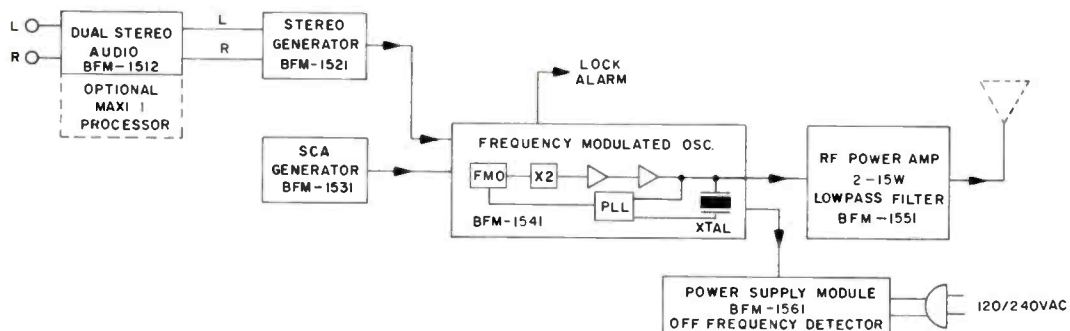 L
R
DUAL STEREO
AUDIO
BFM-1512
OPTIONAL
MAXI 1
PROCESSOR
L
R
STEREO
GENERATOR
BFM-1521
SCA
GENERATOR
BFM-1531
LOCK
ALARM
FREQUENCY MODULATED OSC.
FMO
X2
PLL
BFM-1541
XTAL
RF POWER AMP
2-15W
LOWPASS FILTER
BFM-1551
POWER SUPPLY MODULE
BFM-1561
OFF FREQUENCY DETECTOR
120/240VAC